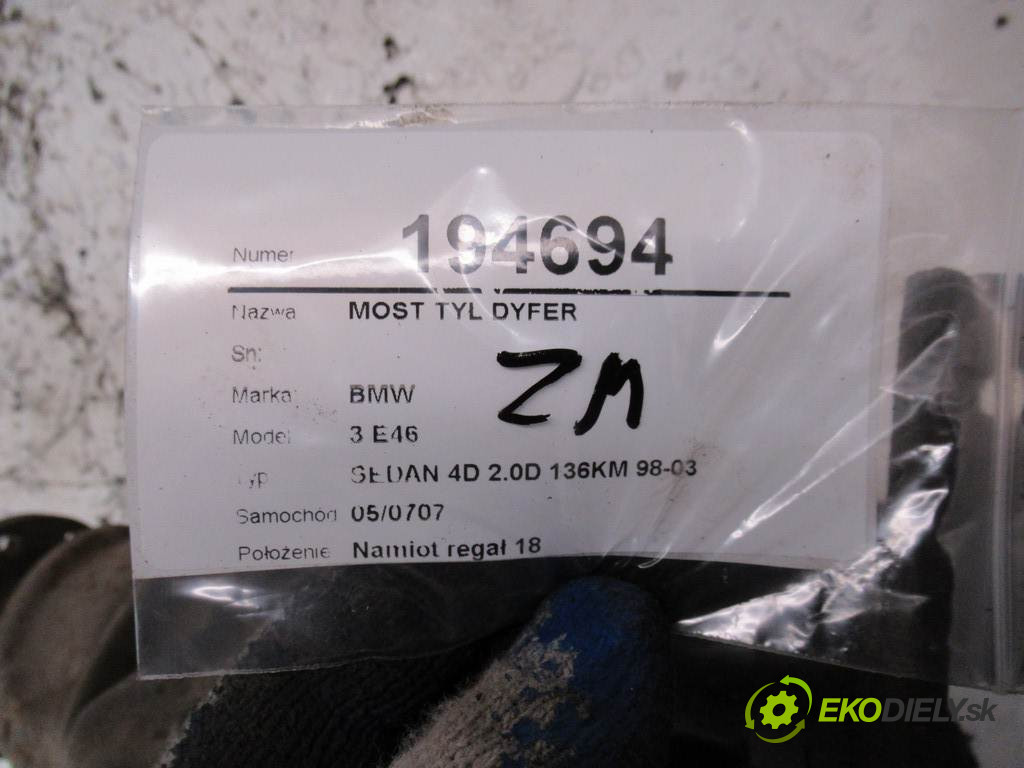 Numer 194694
Nazwa MOST TYL DYFER
Sn:
Marka: BMW
Model: 3 E46
Typ SEDAN 4D 2.0D 136KM 98-03
Samochód 05/0707
Położenie Namiot regał 18
ZM
EKODIELY.sk